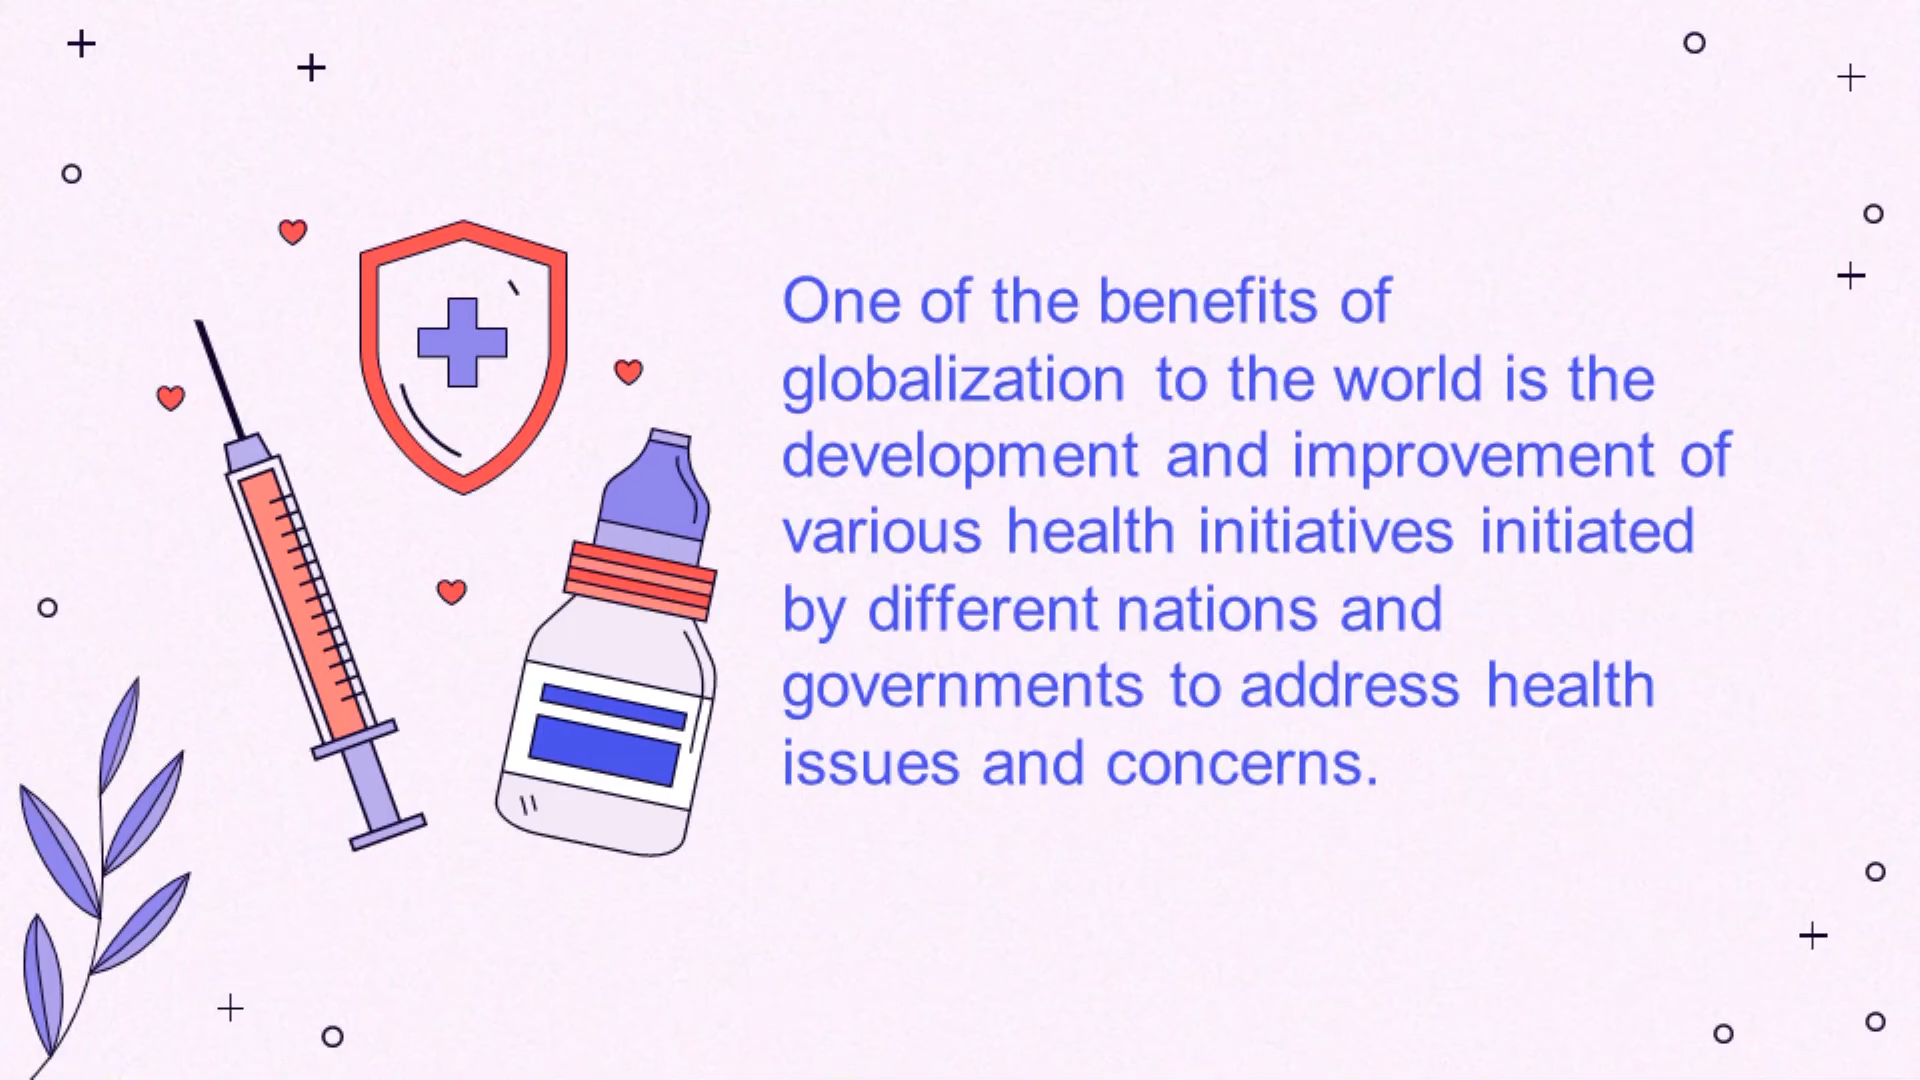 One of the benefits of
globalization to the world is the
development and improvement of
various health initiatives initiated
by different nations and
governments to address health
issues and concerns.